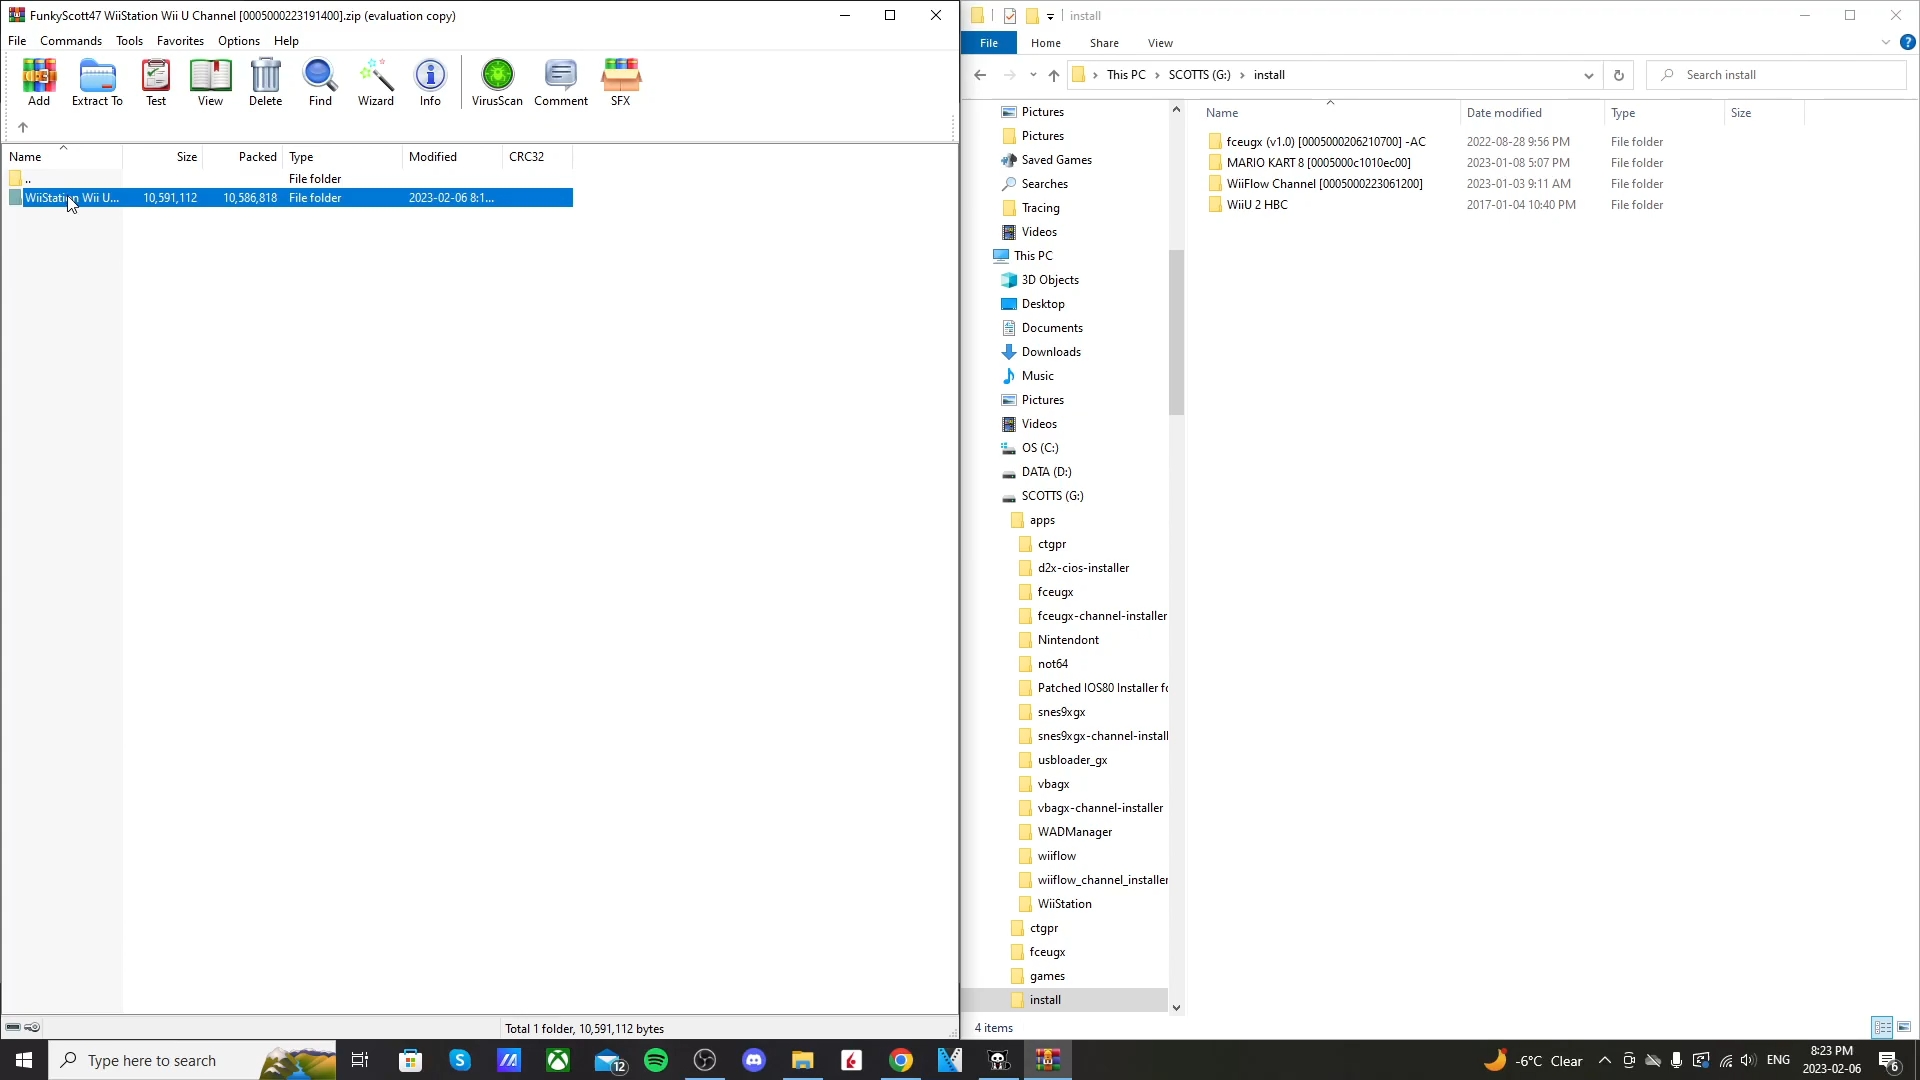 FunkyScott47 WiiStation Wii U Channel [0005000223191400].zip (evaluation copy)
File Commands Tools Favorites Options Help
Add Extract To Test View Delete Find Wizard Info VirusScan Comment SFX
Name Size Packed Type Modified CRC32
.. File folder
WiiStation Wii U... 10,591,112 10,586,818 File folder 2023-02-06 8:1...
Total 1 folder, 10,591,112 bytes
install
File Home Share View
This PC SCOTTS (G:) install
Search install
Pictures
Pictures
Saved Games
Searches
Tracing
Videos
This PC
3D Objects
Desktop
Documents
Downloads
Music
Pictures
Videos
OS (C:)
DATA (D:)
SCOTTS (G:)
apps
ctgpr
d2x-cios-installer
fceugx
fceugx-channel-installer
Nintendont
not64
Patched IOS80 Installer fo
snes9xgx
snes9xgx-channel-install
usbloader_gx
vbagx
vbagx-channel-installer
WADManager
wiiflow
wiiflow_channel_installer
WiiStation
ctgpr
fceugx
games
install
Name Date modified Type Size
fceugx (v1.0) [0005000206210700] -AC 2022-08-28 9:56 PM File folder
MARIO KART 8 [0005000c1010ec00] 2023-01-08 5:07 PM File folder
WiiFlow Channel [0005000223061200] 2023-01-03 9:11 AM File folder
WiiU 2 HBC 2017-01-04 10:40 PM File folder
4 items
Type here to search
12
-6°C Clear
ENG
8:23 PM
2023-02-06
6